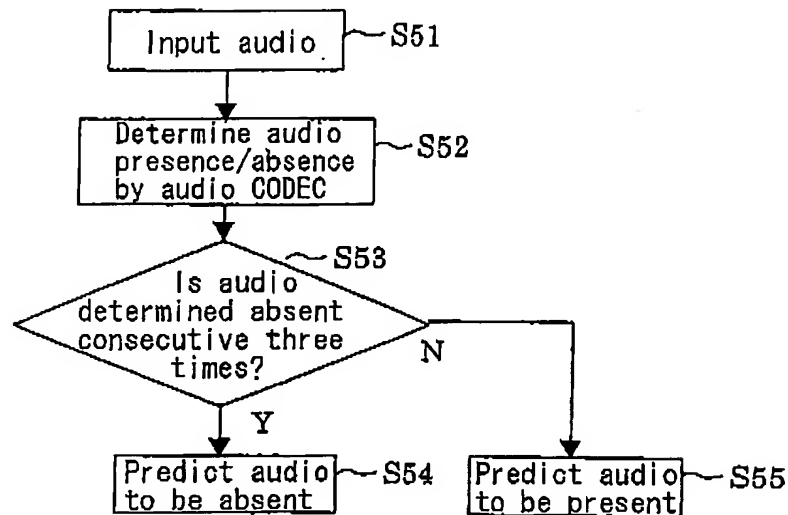 Input audio
S51
Determine audio
presence/absence
by audio CODEC
S52
S53
Is audio
determined absent
consecutive three
times?
N
Y
Predict audio
to be absent
S54
Predict audio
to be present
S55